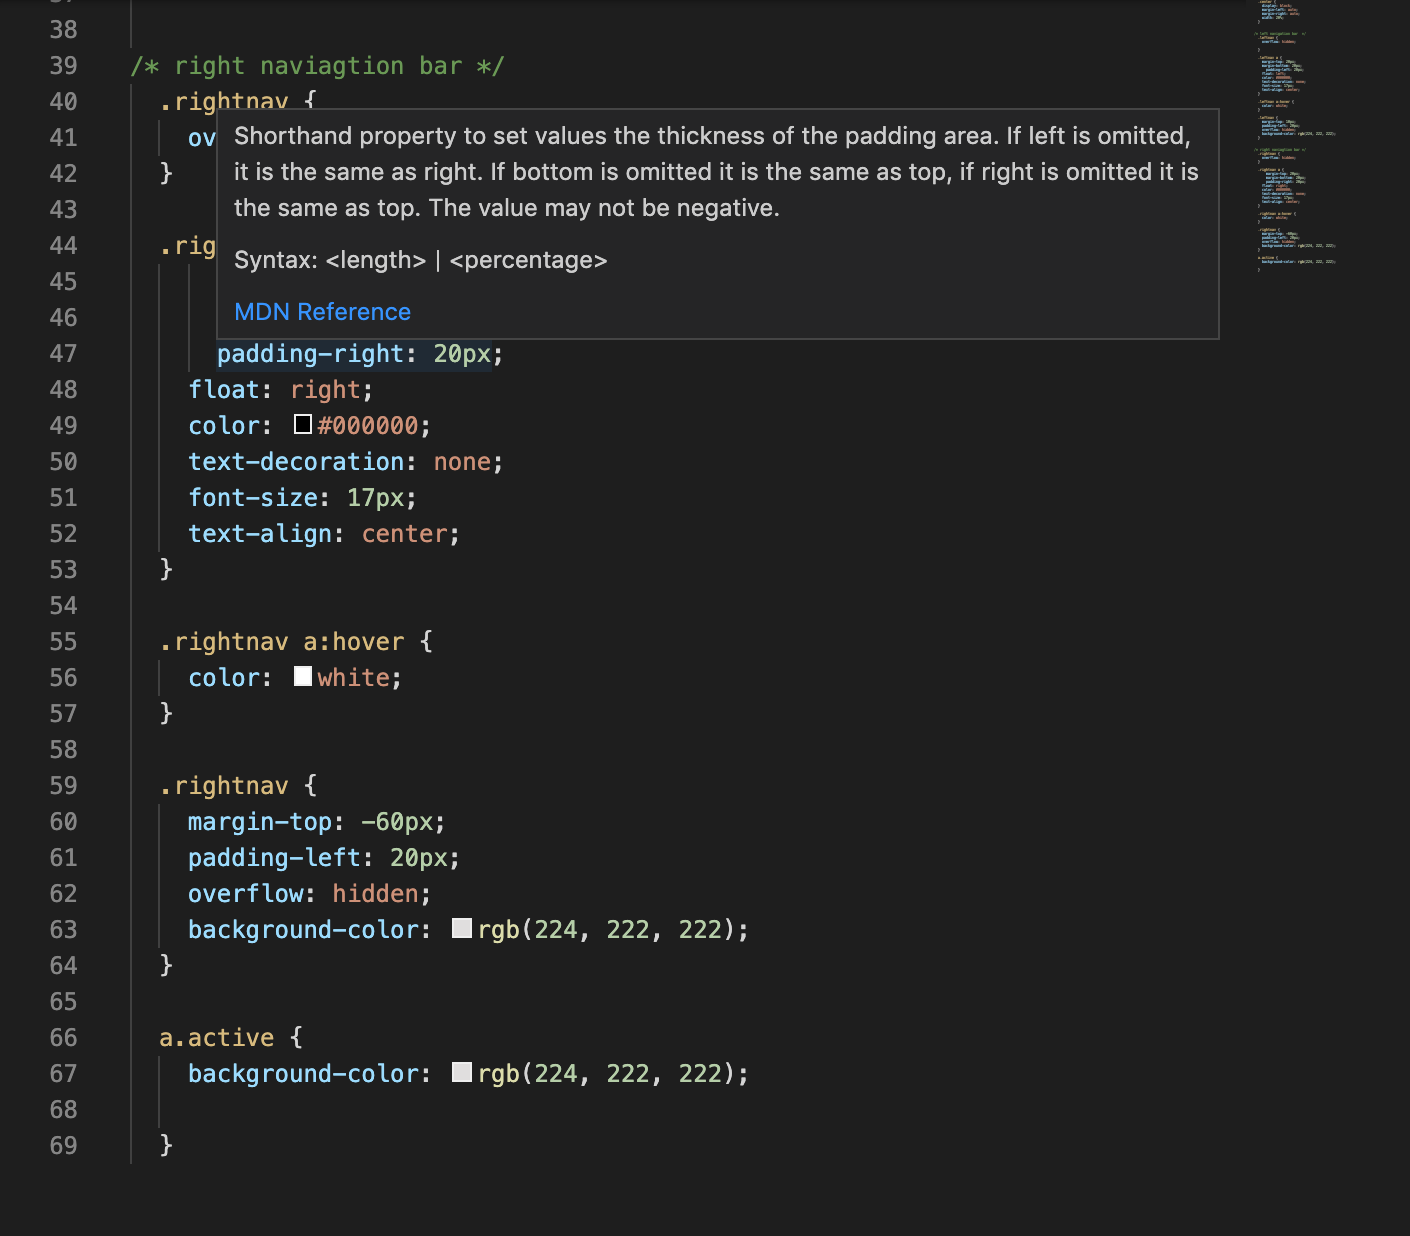 38
39 /* right naviagtion bar */
40 .rightnav {
41 ov
Shorthand property to set values the thickness of the padding area. If left is omitted,
42 }
it is the same as right. If bottom is omitted it is the same as top, if right is omitted it is
43
the same as top. The value may not be negative.
44 .rig
Syntax: <length> | <percentage>
45
46
MDN Reference
47 padding-right: 20px;
48 float: right;
49 color: #000000;
50 text-decoration: none;
51 font-size: 17px;
52 text-align: center;
53 }
54
55 .rightnav a:hover {
56 color: white;
57 }
58
59 .rightnav {
60 margin-top: -60px;
61 padding-left: 20px;
62 overflow: hidden;
63 background-color: rgb(224, 222, 222);
64 }
65
66 a.active {
67 background-color: rgb(224, 222, 222);
68
69 }